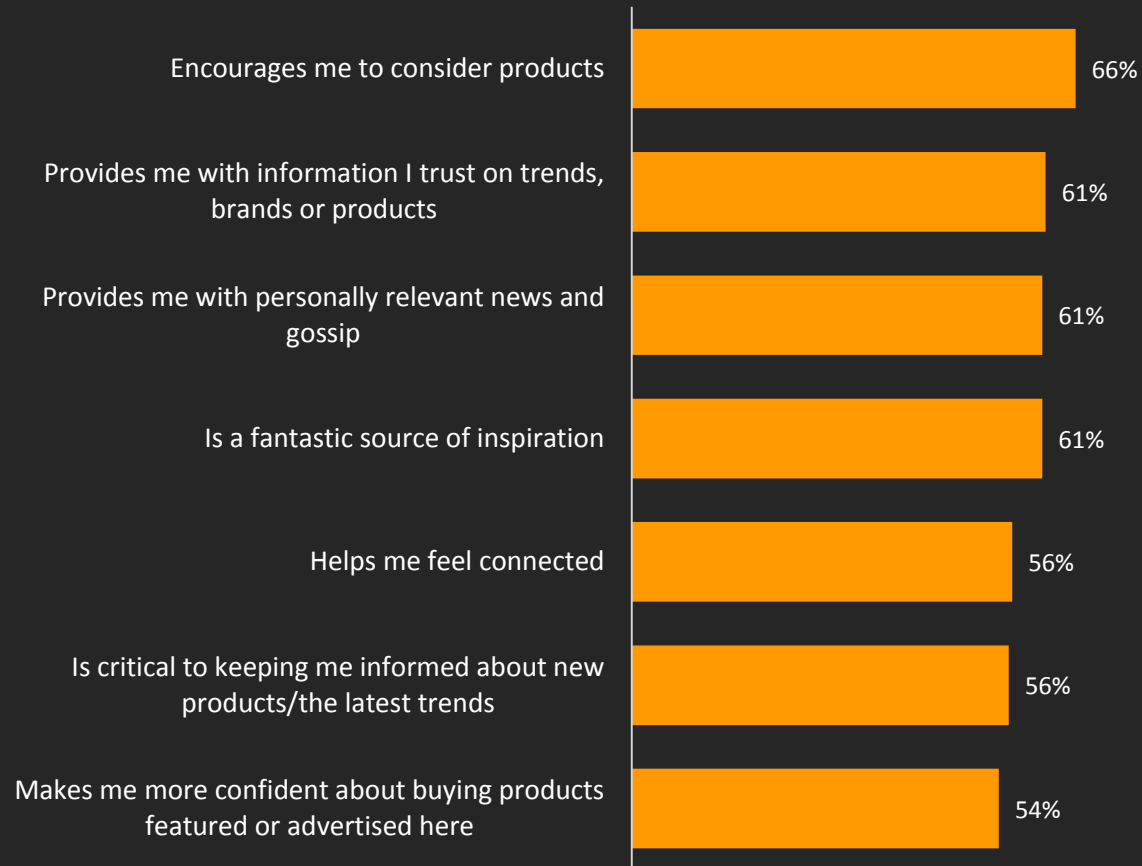 Encourages me to consider products
66%
Provides me with information I trust on trends,
brands or products
61%
Provides me with personally relevant news and
gossip
61%
Is a fantastic source of inspiration
61%
Helps me feel connected
56%
Is critical to keeping me informed about new
products/the latest trends
56%
Makes me more confident about buying products
featured or advertised here
54%